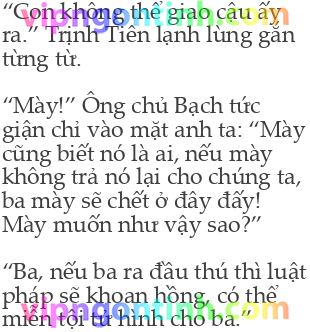 vipngontinh.com
“Con không thể giao cậu ấy
ra.” Trịnh Tiên lạnh lùng gằn
từng từ.
“Mày!” Ông chủ Bạch tức
giận chỉ vào mặt anh ta: “Mày
cũng biết nó là ai, nếu mày
không trả nó lại cho chúng ta,
ba mày sẽ chết ở đây đấy!
Mày muốn như vậy sao?”
“Ba, nếu ba ra đầu thú thì luật
pháp sẽ khoan hồng, có thể
miễn tội tử hình cho ba.”
vipngontinh.com